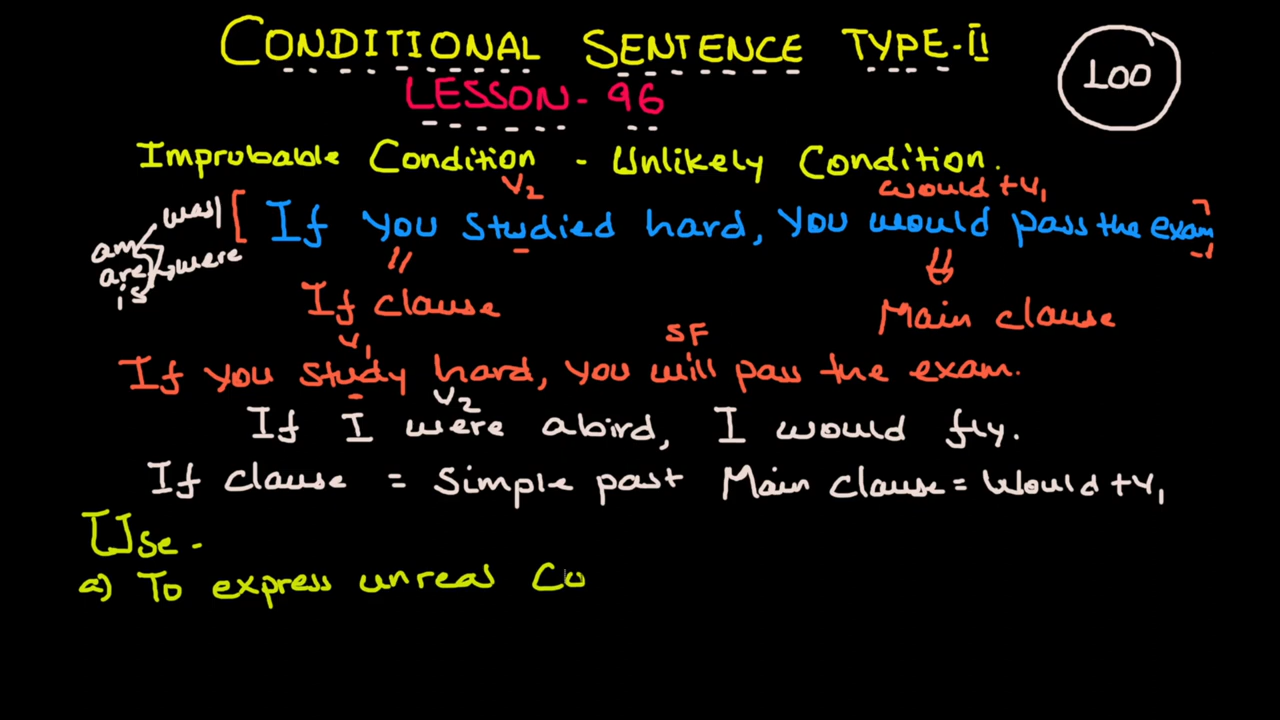 CONDITIONAL SENTENCE TYPE-II
LESSON-96
100
Improbable Condition - Unlikely Condition.
V2
would + V1
am
are
is
was
were
[ If you studied hard, you would pass the exam ]
If clause
Main clause
V1
SF
If you study hard, you will pass the exam.
V2
If I were a bird, I would fly.
If clause = Simple past Main clause = Would + V1
Use -
a) To express unreal Co